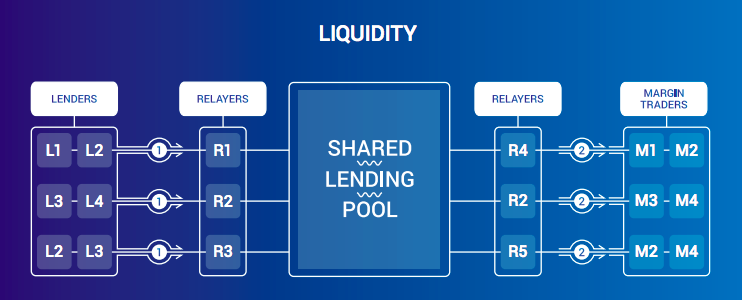 LIQUIDITY
LENDERS
RELAYERS
RELAYERS
MARGIN
TRADERS
SHARED
LENDING
POOL
L1 L2 1 R1 R4 2 M1 M2
L3 L4 1 R2 R2 2 M3 M4
L2 L3 1 R3 R5 2 M2 M4